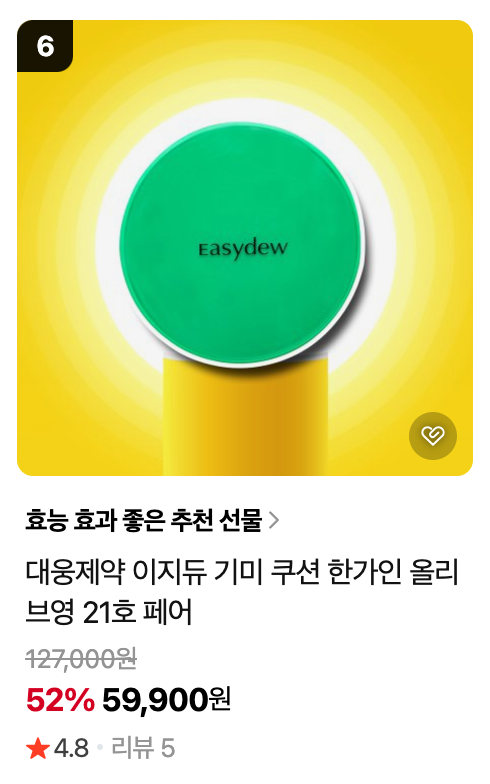 6
Easydew
효능 효과 좋은 추천 선물 >
대웅제약 이지듀 기미 쿠션 한가인 올리
브영 21호 페어
127,000원
52% 59,900원
★ 4.8 • 리뷰 5